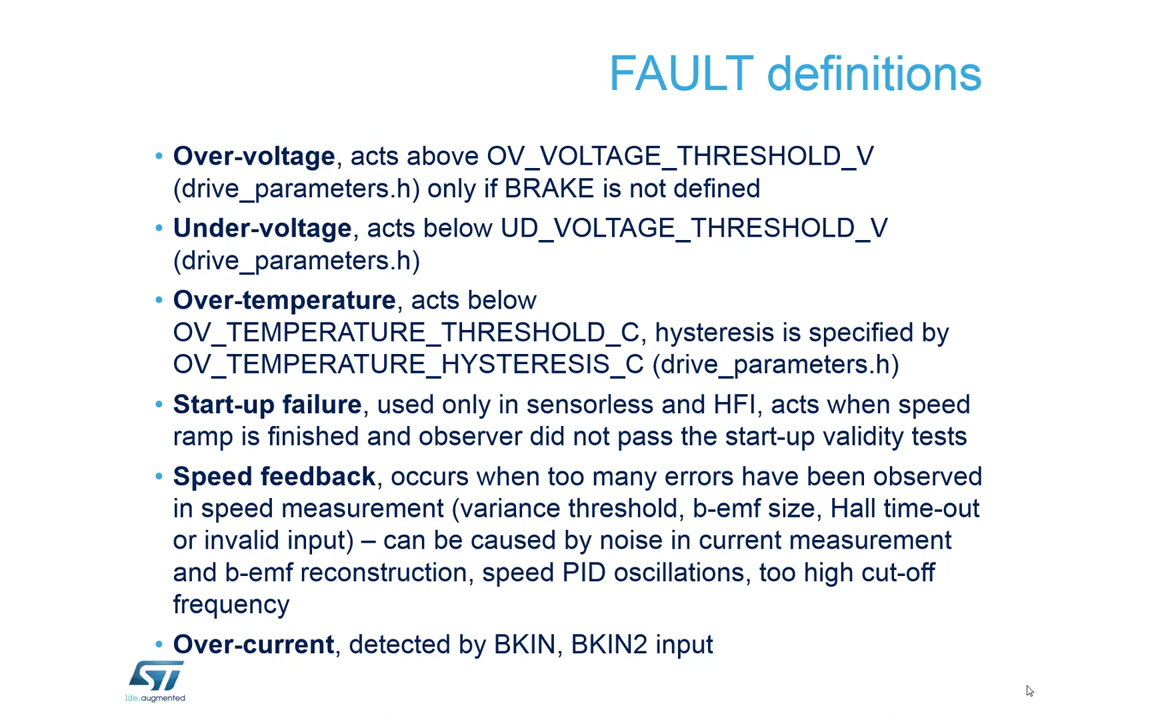 FAULT definitions
• Over-voltage, acts above OV_VOLTAGE_THRESHOLD_V
(drive_parameters.h) only if BRAKE is not defined
• Under-voltage, acts below UD_VOLTAGE_THRESHOLD_V
(drive_parameters.h)
• Over-temperature, acts below
OV_TEMPERATURE_THRESHOLD_C, hysteresis is specified by
OV_TEMPERATURE_HYSTERESIS_C (drive_parameters.h)
• Start-up failure, used only in sensorless and HFI, acts when speed
ramp is finished and observer did not pass the start-up validity tests
• Speed feedback, occurs when too many errors have been observed
in speed measurement (variance threshold, b-emf size, Hall time-out
or invalid input) – can be caused by noise in current measurement
and b-emf reconstruction, speed PID oscillations, too high cut-off
frequency
• Over-current, detected by BKIN, BKIN2 input
ST
life.augmented